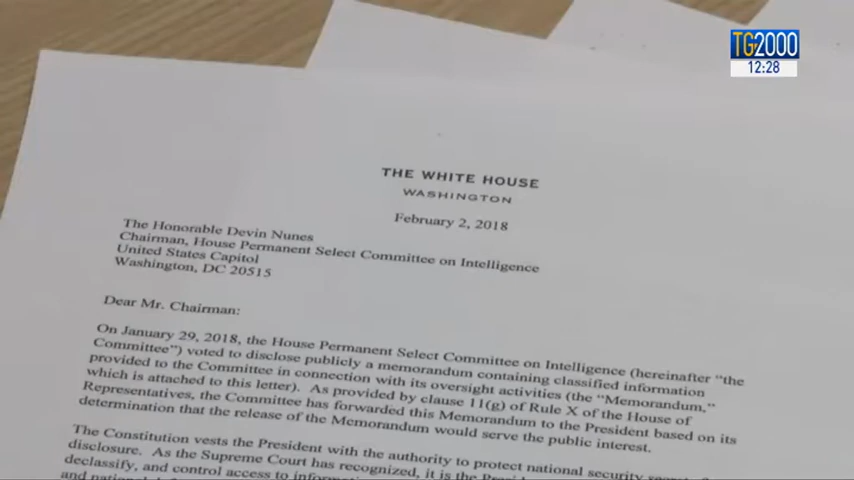 TG2000
12:28
THE WHITE HOUSE
WASHINGTON
February 2, 2018
The Honorable Devin Nunes
Chairman, House Permanent Select Committee on Intelligence
United States Capitol
Washington, DC 20515
Dear Mr. Chairman:
On January 29, 2018, the House Permanent Select Committee on Intelligence (hereinafter "the
Committee") voted to disclose publicly a memorandum containing classified information
provided to the Committee in connection with its oversight activities (the "Memorandum,"
which is attached to this letter). As provided by clause 11(g) of Rule X of the House of
Representatives, the Committee has forwarded this Memorandum to the President based on its
determination that the release of the Memorandum would serve the public interest.
The Constitution vests the President with the authority to protect national security
disclosure. As the Supreme Court has recognized, it is the
declassify, and control access to
and